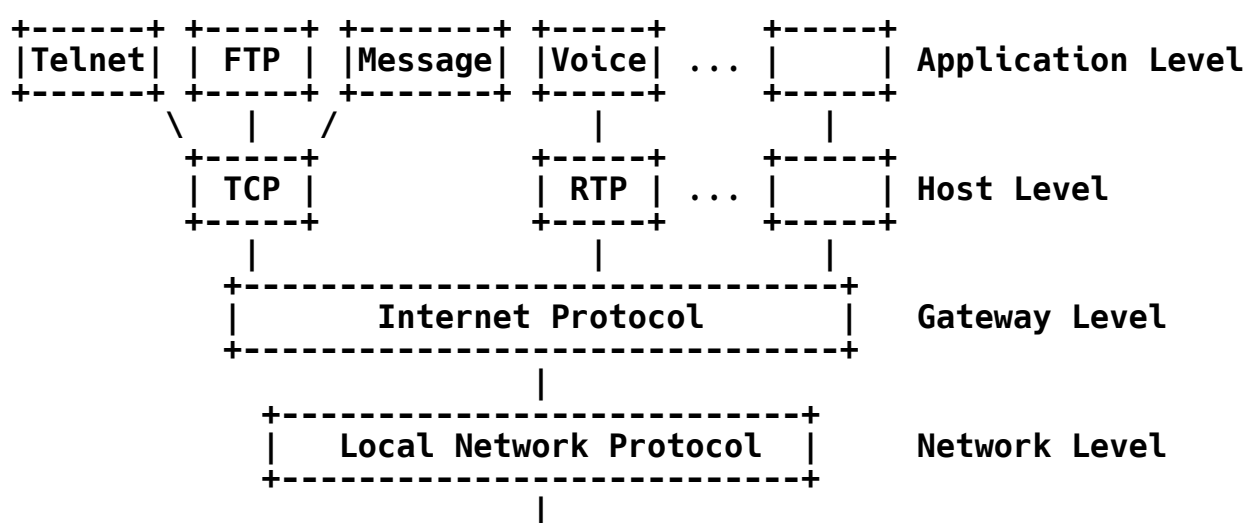 +------+ +-----+ +-------+ +-----+      +-----+
|Telnet| | FTP | |Message| |Voice| ... |     | Application Level
+------+ +-----+ +-------+ +-----+      +-----+
        \   |   /             |           |
         +-----+           +-----+     +-----+
         | TCP |           | RTP | ... |     | Host Level
         +-----+           +-----+     +-----+
            |                 |           |
           +-------------------------------+
           |       Internet Protocol       |   Gateway Level
           +-------------------------------+
                           |
             +---------------------------+
             |   Local Network Protocol  |     Network Level
             +---------------------------+
                           |